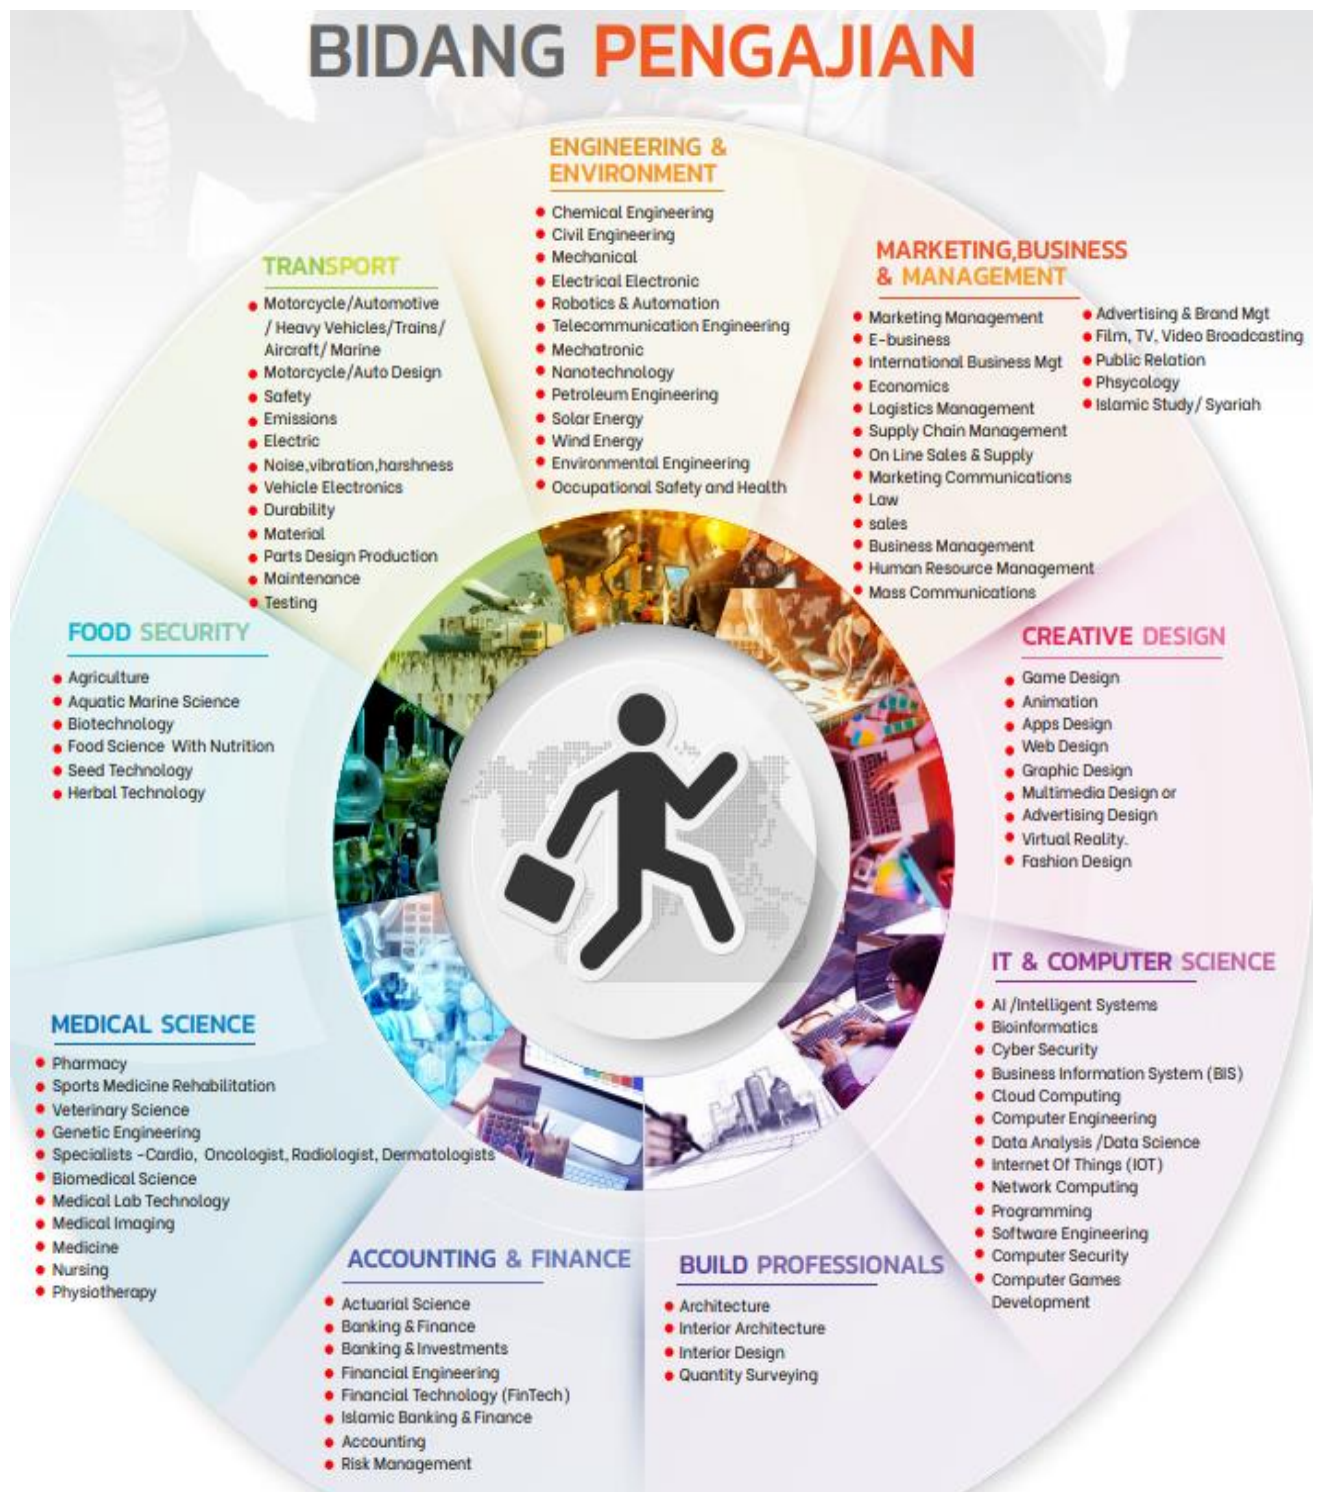 BIDANG PENGAJIAN
ENGINEERING &
ENVIRONMENT
Chemical Engineering
Civil Engineering
Mechanical
Electrical Electronic
Robotics & Automation
Telecommunication Engineering
Mechatronic
Nanotechnology
Petroleum Engineering
Solar Energy
Wind Energy
Environmental Engineering
Occupational Safety and Health
MARKETING,BUSINESS
& MANAGEMENT
Marketing Management
E-business
International Business Mgt
Economics
Logistics Management
Supply Chain Management
On Line Sales & Supply
Marketing Communications
Law
sales
Business Management
Human Resource Management
Mass Communications
Advertising & Brand Mgt
Film, TV, Video Broadcasting
Public Relation
Phsycology
Islamic Study/ Syariah
TRANSPORT
Motorcycle/Automotive
/ Heavy Vehicles/Trains/
Aircraft/ Marine
Motorcycle/Auto Design
Safety
Emissions
Electric
Noise,vibration,harshness
Vehicle Electronics
Durability
Material
Parts Design Production
Maintenance
Testing
FOOD SECURITY
Agriculture
Aquatic Marine Science
Biotechnology
Food Science With Nutrition
Seed Technology
Herbal Technology
CREATIVE DESIGN
Game Design
Animation
Apps Design
Web Design
Graphic Design
Multimedia Design or
Advertising Design
Virtual Reality.
Fashion Design
IT & COMPUTER SCIENCE
AI /Intelligent Systems
Bioinformatics
Cyber Security
Business Information System (BIS)
Cloud Computing
Computer Engineering
Data Analysis /Data Science
Internet Of Things (IOT)
Network Computing
Programming
Software Engineering
Computer Security
Computer Games
Development
MEDICAL SCIENCE
Pharmacy
Sports Medicine Rehabilitation
Veterinary Science
Genetic Engineering
Specialists -Cardio, Oncologist, Radiologist, Dermatologists
Biomedical Science
Medical Lab Technology
Medical Imaging
Medicine
Nursing
Physiotherapy
ACCOUNTING & FINANCE
Actuarial Science
Banking & Finance
Banking & Investments
Financial Engineering
Financial Technology (FinTech)
Islamic Banking & Finance
Accounting
Risk Management
BUILD PROFESSIONALS
Architecture
Interior Architecture
Interior Design
Quantity Surveying